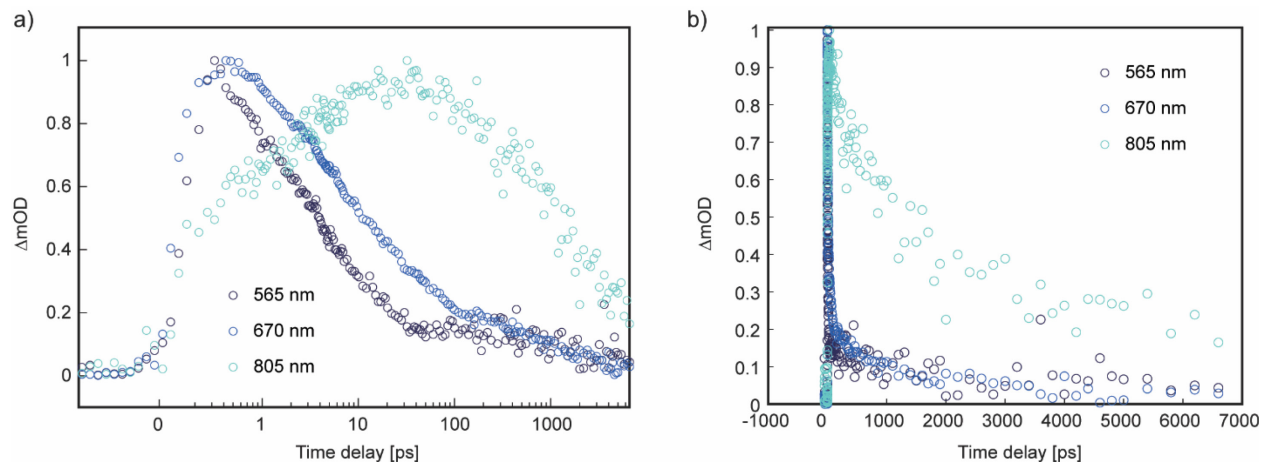 a)
ΔmOD
1
0.8
0.6
0.4
0.2
0
565 nm
670 nm
805 nm
0 1 10 100 1000
Time delay [ps]
b)
ΔmOD
1
0.9
0.8
0.7
0.6
0.5
0.4
0.3
0.2
0.1
0
565 nm
670 nm
805 nm
-1000 0 1000 2000 3000 4000 5000 6000 7000
Time delay [ps]